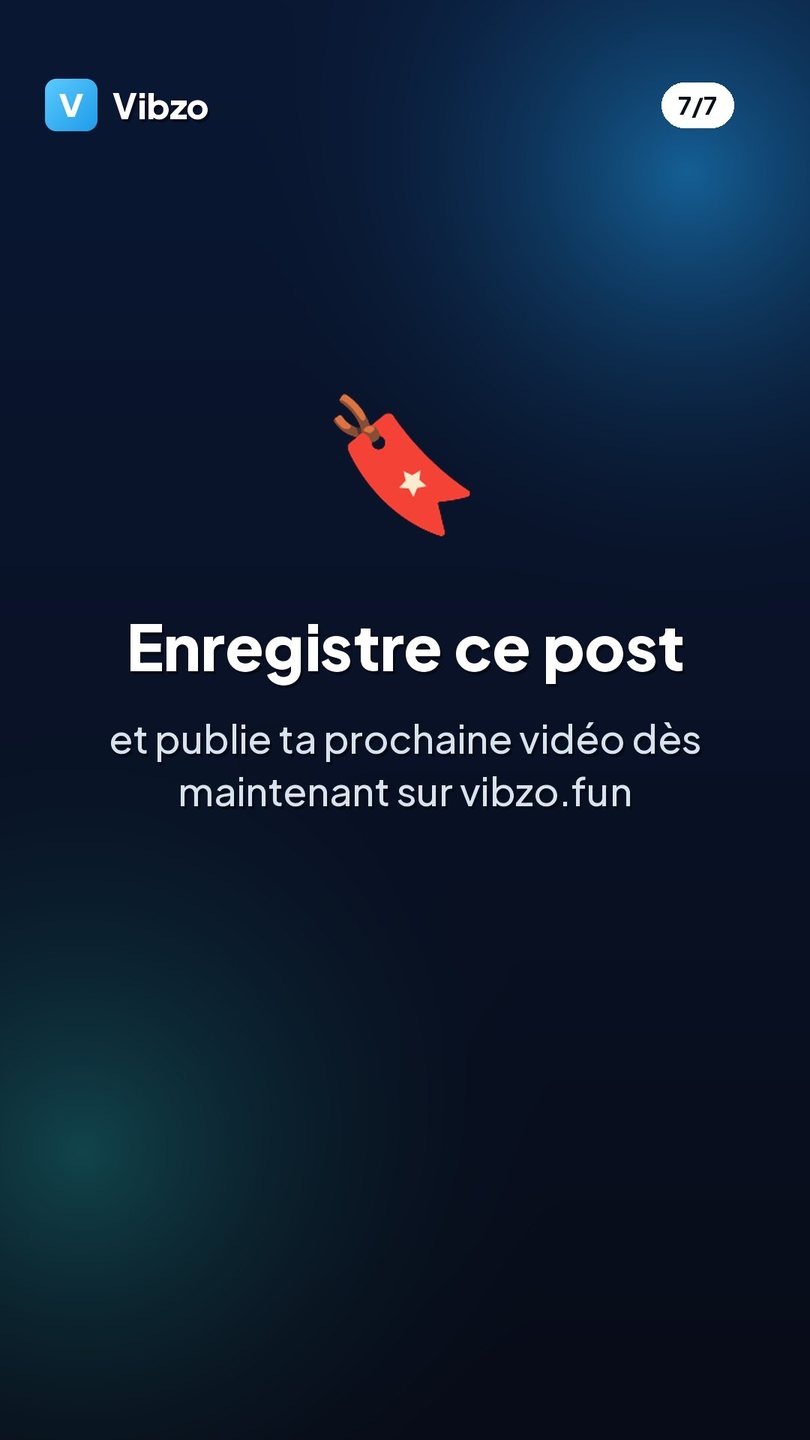 V Vibzo
7/7
Enregistre ce post
et publie ta prochaine vidéo dès
maintenant sur vibzo.fun